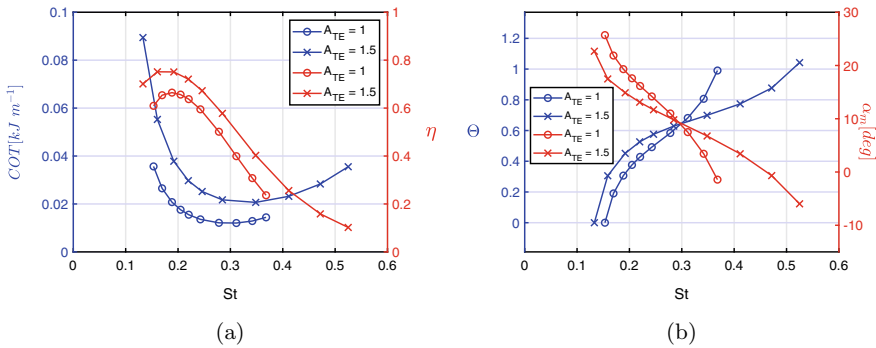 0.1
0.08
0.06
0.04
0.02
0
COT[kJ m⁻¹]
1
0.8
0.6
0.4
0.2
0
η
A_TE = 1
A_TE = 1.5
A_TE = 1
A_TE = 1.5
0 0.1 0.2 0.3 0.4 0.5 0.6
St
(a)
1.2
1
0.8
0.6
0.4
0.2
0
Θ
30
20
10
0
-10
α_m[deg]
A_TE = 1
A_TE = 1.5
A_TE = 1
A_TE = 1.5
0 0.1 0.2 0.3 0.4 0.5 0.6
St
(b)